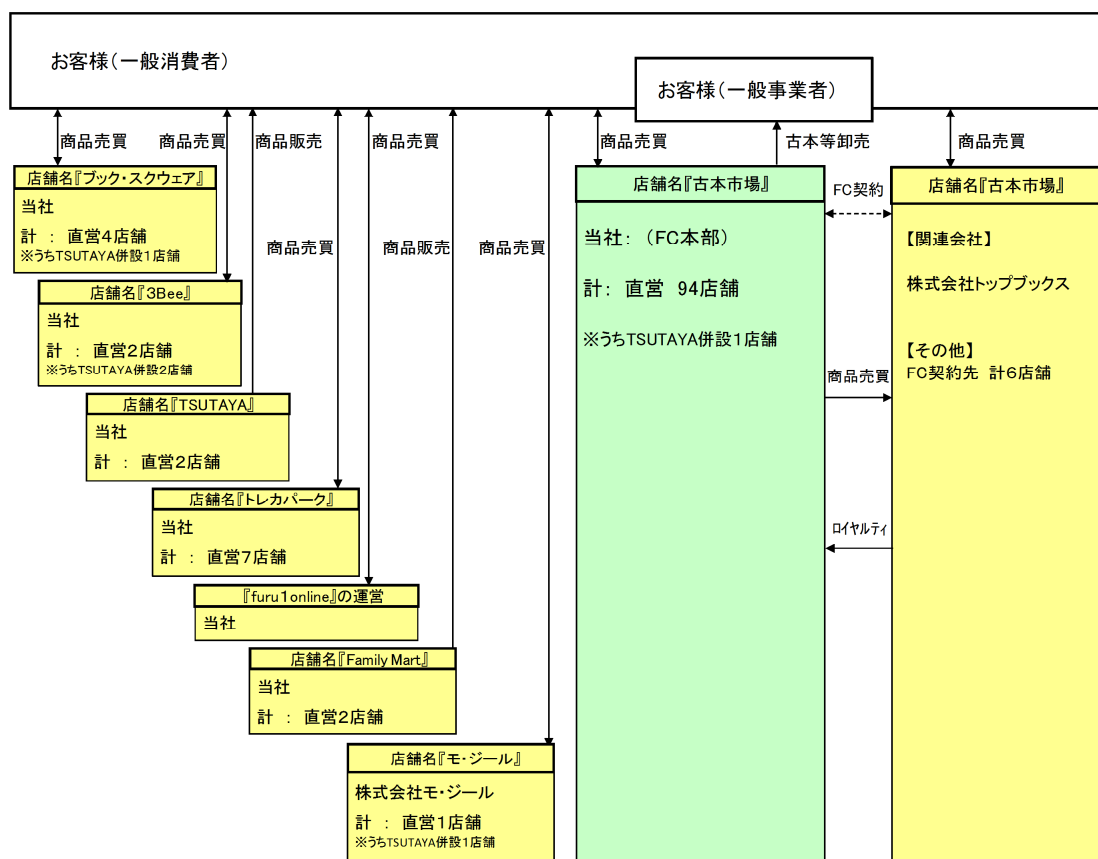 お客様(一般消費者)
お客様(一般事業者)
商品売買
商品売買
商品販売
商品売買
商品売買
古本等卸売
商品売買
店舗名『ブック・スクウェア』
当社
計 : 直営4店舗
※うちTSUTAYA併設1店舗
商品売買
商品販売
商品売買
店舗名『3Bee』
当社
計 : 直営2店舗
※うちTSUTAYA併設2店舗
店舗名『TSUTAYA』
当社
計 : 直営2店舗
店舗名『トレカパーク』
当社
計 : 直営7店舗
『furu1online』の運営
当社
店舗名『Family Mart』
当社
計 : 直営2店舗
店舗名『モ・ジール』
株式会社モ・ジール
計 : 直営1店舗
※うちTSUTAYA併設1店舗
店舗名『古本市場』
当社: (FC本部)
計: 直営 94店舗
※うちTSUTAYA併設1店舗
FC契約
商品売買
ロイヤルティ
店舗名『古本市場』
【関連会社】
株式会社トップブックス
【その他】
FC契約先 計6店舗